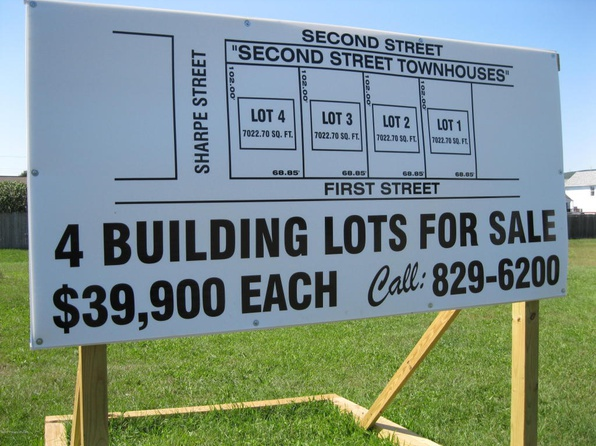 SECOND STREET
"SECOND STREET TOWNHOUSES"
SHARPE STREET
102.00
102.00
102.00
102.00
LOT 4
7022.70 SQ. FT.
LOT 3
7022.70 SQ. FT.
LOT 2
7022.70 SQ. FT.
LOT 1
7022.70 SQ. FT.
68.85'
68.85'
68.85'
68.85'
FIRST STREET
4 BUILDING LOTS FOR SALE
$39,900 EACH Call: 829-6200